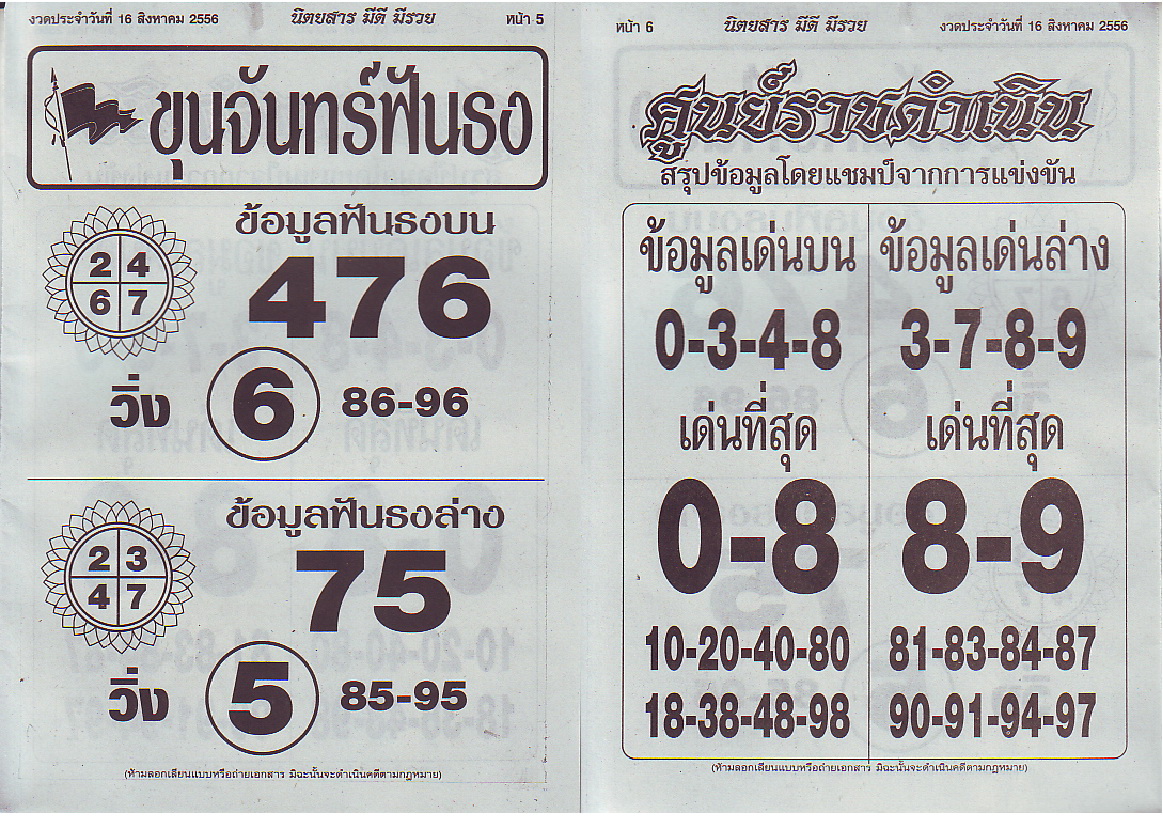 งวดประจำวันที่ 16 สิงหาคม 2556 นิตยสาร มีดี มีรวย หน้า 5
ขุนจันทร์ฟันธง
ข้อมูลฟันธงบน
2 4
6 7
476
วิ่ง 6 86-96
ข้อมูลฟันธงล่าง
2 3
4 7
75
วิ่ง 5 85-95
(ห้ามลอกเลียนแบบหรือถ่ายเอกสาร มิฉะนั้นจะดำเนินคดีตามกฎหมาย)
หน้า 6 นิตยสาร มีดี มีรวย งวดประจำวันที่ 16 สิงหาคม 2556
ศูนย์ราชดำเนิน
สรุปข้อมูลโดยแชมป์จากการแข่งขัน
ข้อมูลเด่นบน ข้อมูลเด่นล่าง
0-3-4-8 3-7-8-9
เด่นที่สุด เด่นที่สุด
0-8 8-9
10-20-40-80 81-83-84-87
18-38-48-98 90-91-94-97
(ห้ามลอกเลียนแบบหรือถ่ายเอกสาร มิฉะนั้นจะดำเนินคดีตามกฎหมาย)